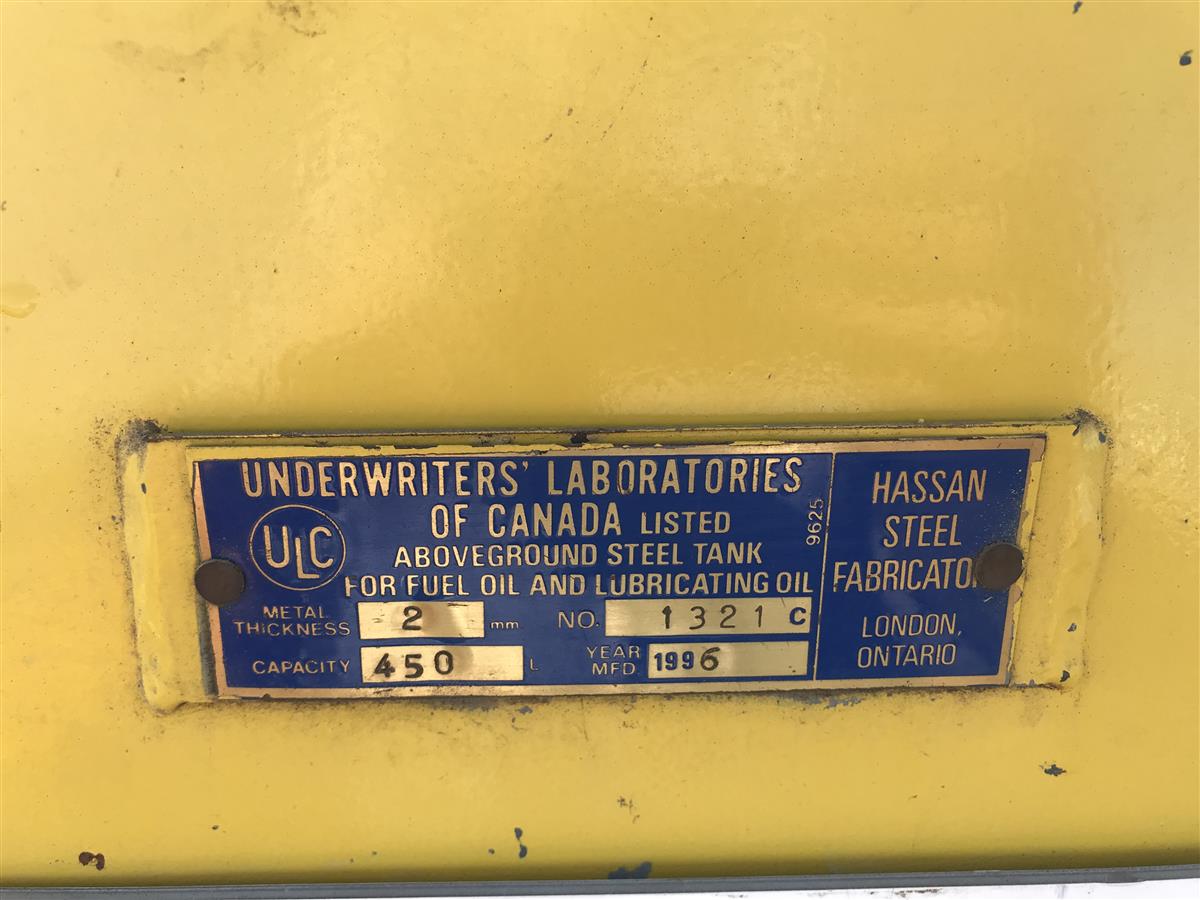 UNDERWRITERS' LABORATORIES
OF CANADA LISTED
ULC
ABOVEGROUND STEEL TANK
FOR FUEL OIL AND LUBRICATING OIL
9625
METAL THICKNESS 2 mm
NO. 1321 C
CAPACITY 450 L
YEAR MFD. 1996
HASSAN
STEEL
FABRICATO
LONDON,
ONTARIO